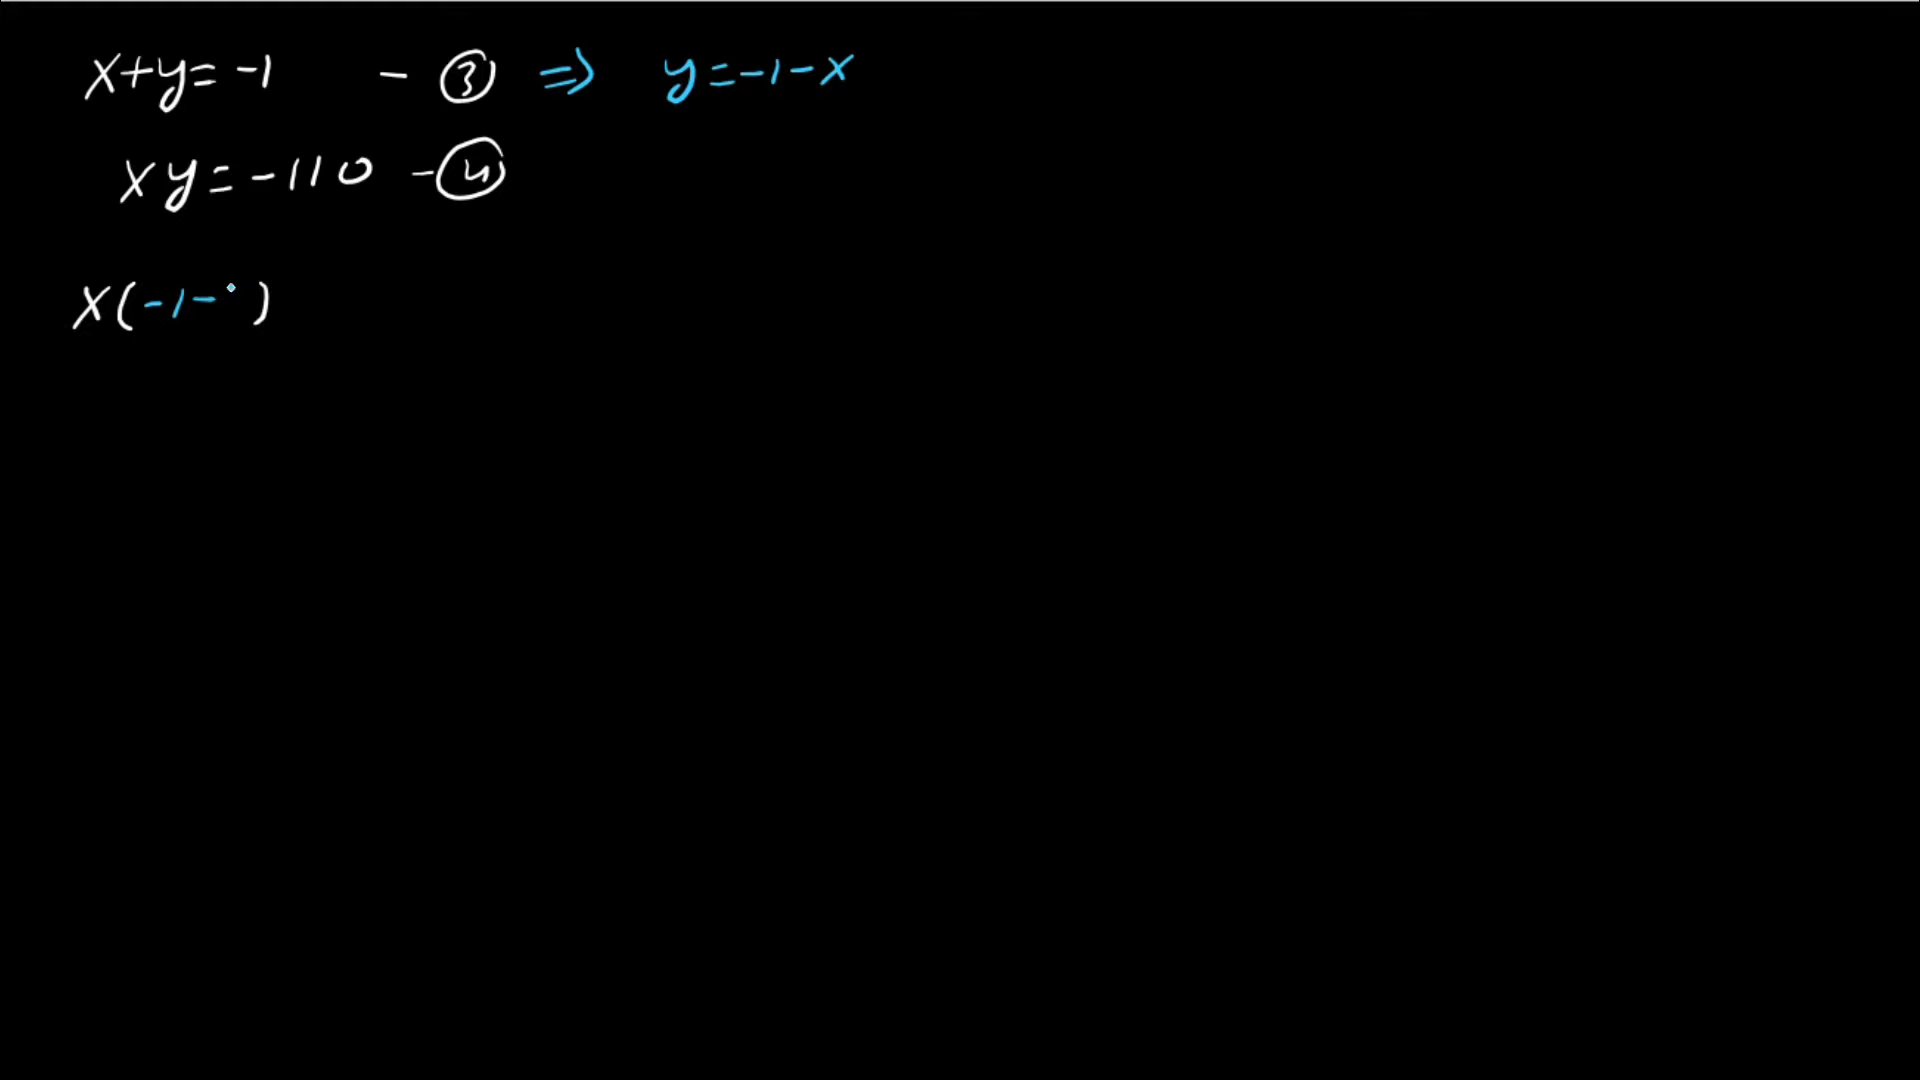 x+y=-1 - ③ ⇒ y=-1-x
xy=-110 -④
x(-1- )